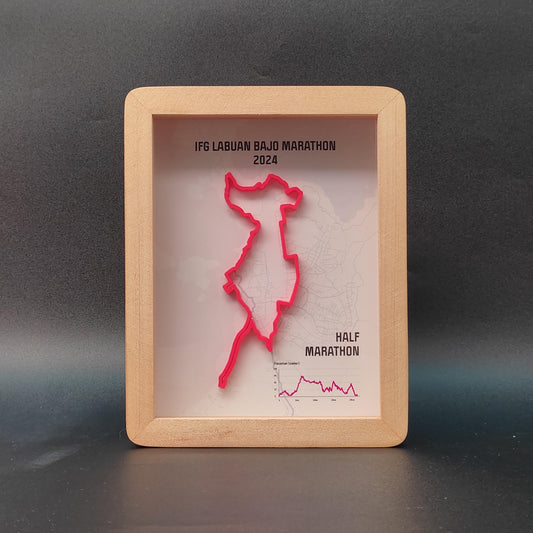 IFG LABUAN BAJO MARATHON
2024
HALF
MARATHON